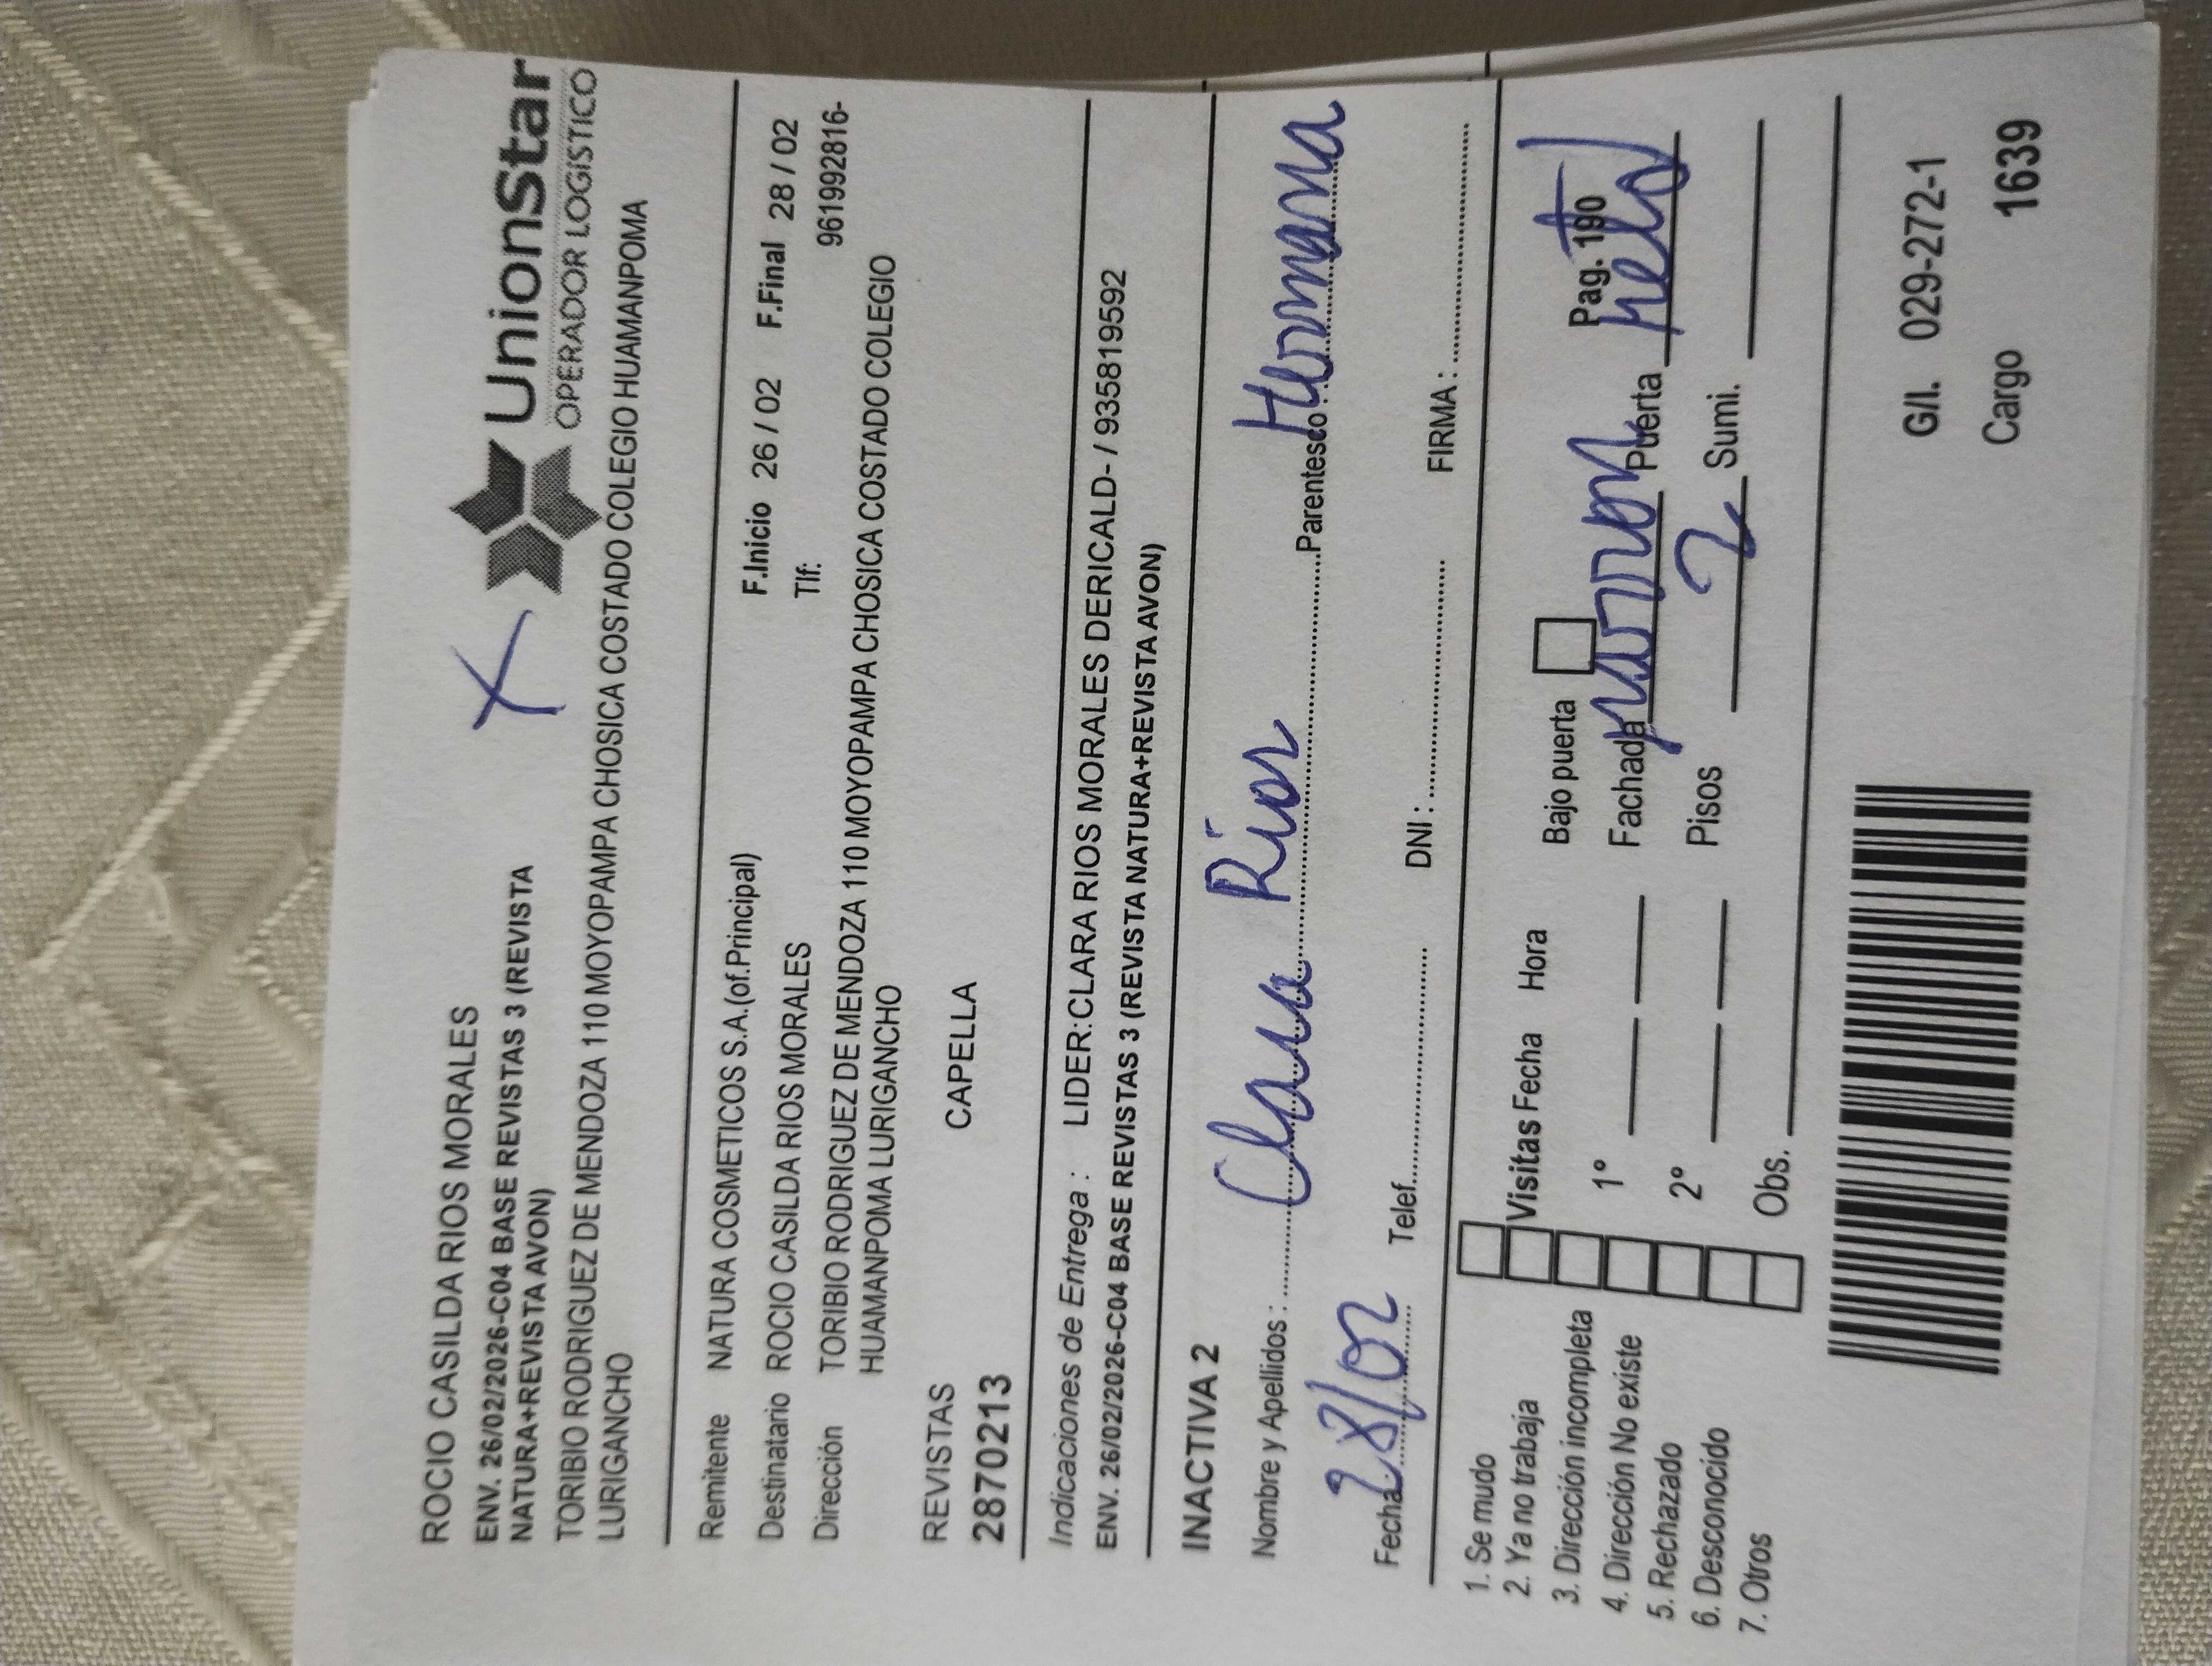 ROCIO CASILDA RIOS MORALES
ENV. 26/02/2026-C04 BASE REVISTAS 3 (REVISTA
NATURA+REVISTA AVON)
X UnionStar
OPERADOR LOGÍSTICO
TORIBIO RODRIGUEZ DE MENDOZA 110 MOYOPAMPA CHOSICA COSTADO COLEGIO HUAMANPOMA
LURIGANCHO
Remitente NATURA COSMETICOS S.A.(of.Principal) F.Inicio 26 / 02 F.Final 28 / 02
Destinatario ROCIO CASILDA RIOS MORALES Tlf: 961992816-
Dirección TORIBIO RODRIGUEZ DE MENDOZA 110 MOYOPAMPA CHOSICA COSTADO COLEGIO
HUAMANPOMA LURIGANCHO
REVISTAS CAPELLA
2870213
Indicaciones de Entrega : LIDER:CLARA RIOS MORALES DERICALD- / 935819592
ENV. 26/02/2026-C04 BASE REVISTAS 3 (REVISTA NATURA+REVISTA AVON)
INACTIVA 2
Nombre y Apellidos : Clara Rios Parentesco : Hermana
Fecha 28/02 Telef. DNI : FIRMA :
1. Se mudo
2. Ya no trabaja
3. Dirección incompleta
4. Dirección No existe
5. Rechazado
6. Desconocido
7. Otros
Visitas Fecha Hora Bajo puerta Pag. 190
1° Fachada marron Puerta
2° Pisos 2 Sumi.
Obs.
G/l. 029-272-1
Cargo 1639